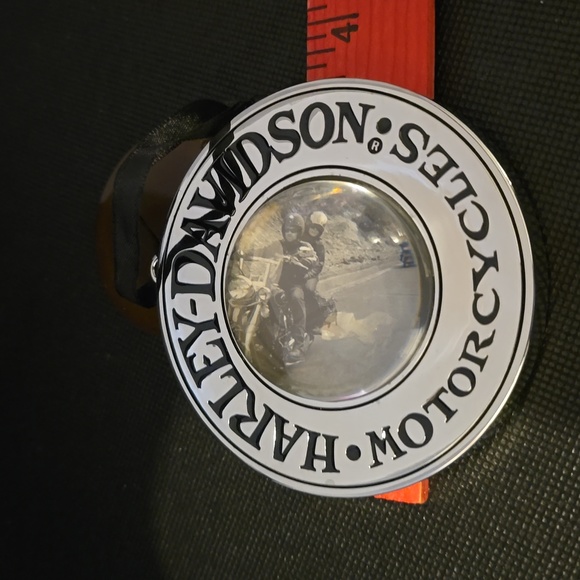 HARLEY-DAVIDSON®
• MOTORCYCLES •
4